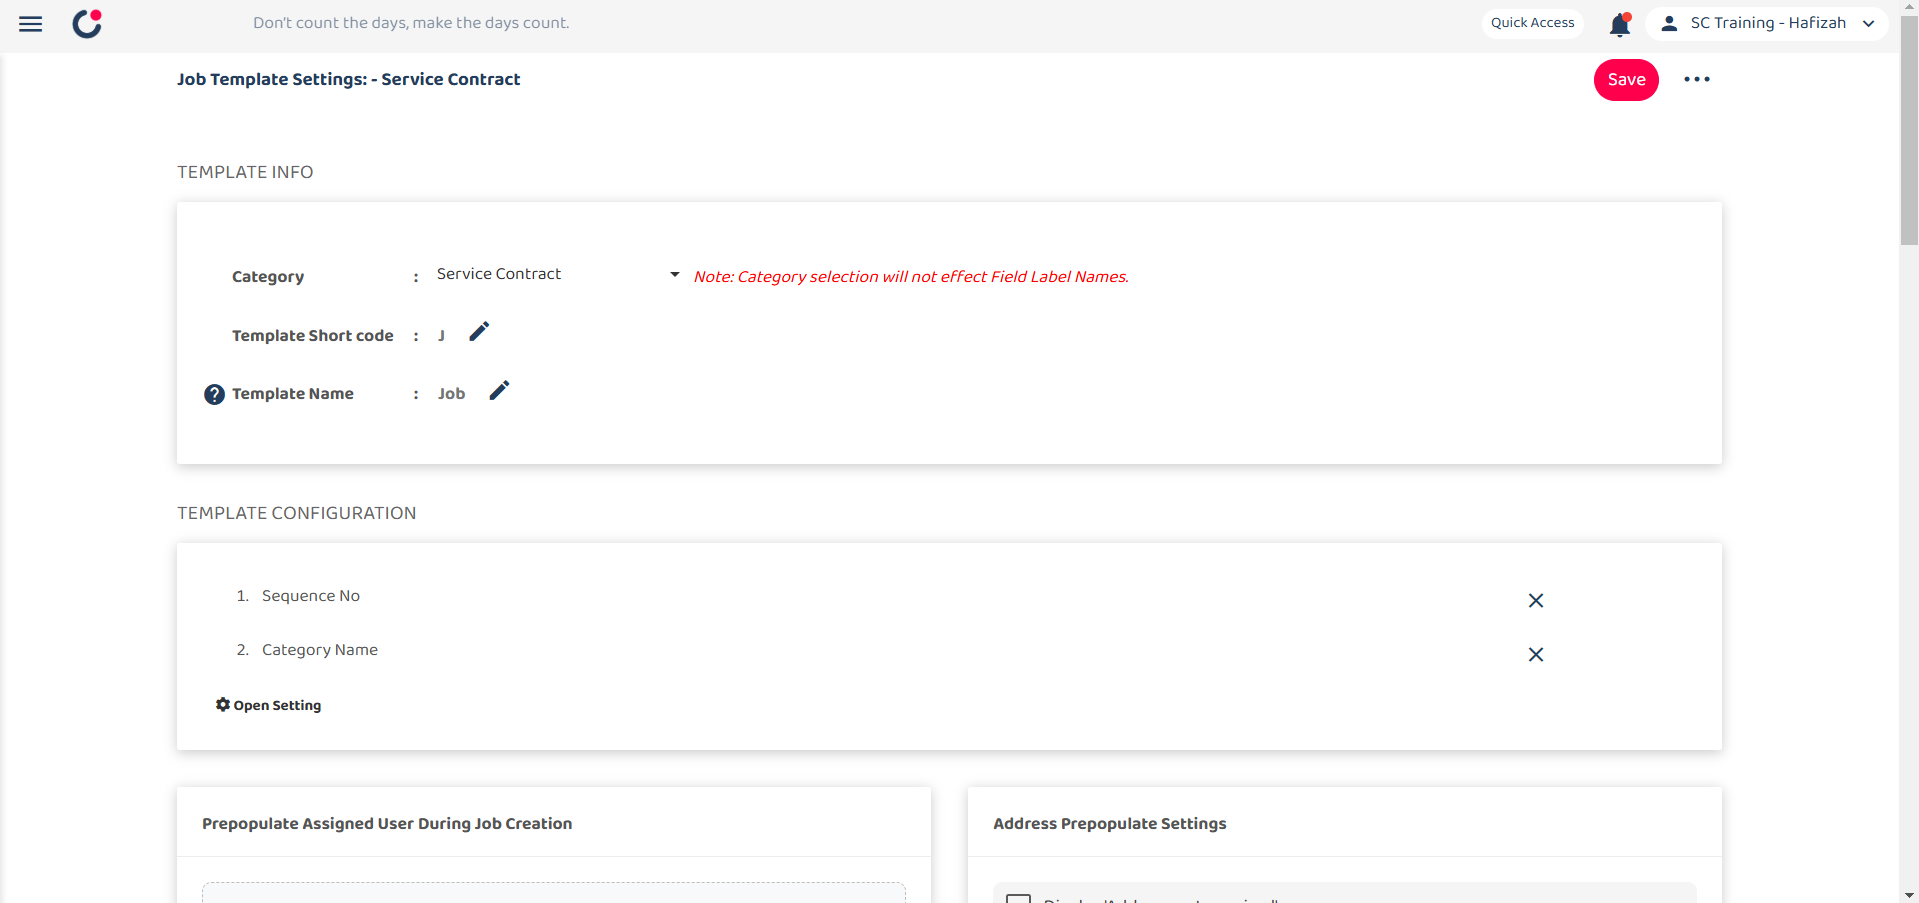 Don't count the days, make the days count.
Quick Access
SC Training - Hafizah
Job Template Settings: - Service Contract
Save
TEMPLATE INFO
Category : Service Contract
Note: Category selection will not effect Field Label Names.
Template Short code : J
Template Name : Job
TEMPLATE CONFIGURATION
1. Sequence No
2. Category Name
Open Setting
Prepopulate Assigned User During Job Creation
Address Prepopulate Settings